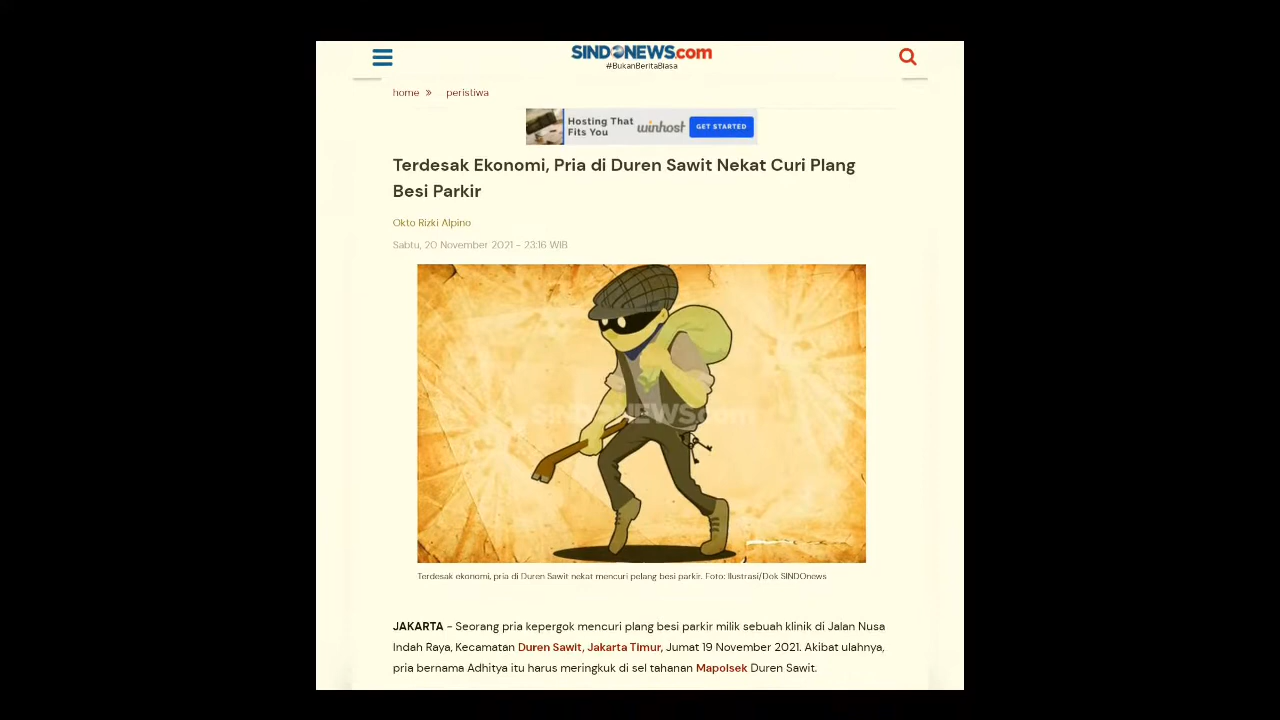 SINDONEWS.com
#BukanBeritaBiasa
home » peristiwa
Hosting That
Fits You
winhost
GET STARTED
Terdesak Ekonomi, Pria di Duren Sawit Nekat Curi Plang
Besi Parkir
Okto Rizki Alpino
Sabtu, 20 November 2021 - 23:16 WIB
SINDONEWS.com
Terdesak ekonomi, pria di Duren Sawit nekat mencuri pelang besi parkir. Foto: Ilustrasi/Dok SINDOnews
JAKARTA - Seorang pria kepergok mencuri plang besi parkir milik sebuah klinik di Jalan Nusa
Indah Raya, Kecamatan Duren Sawit, Jakarta Timur, Jumat 19 November 2021. Akibat ulahnya,
pria bernama Adhitya itu harus meringkuk di sel tahanan Mapolsek Duren Sawit.